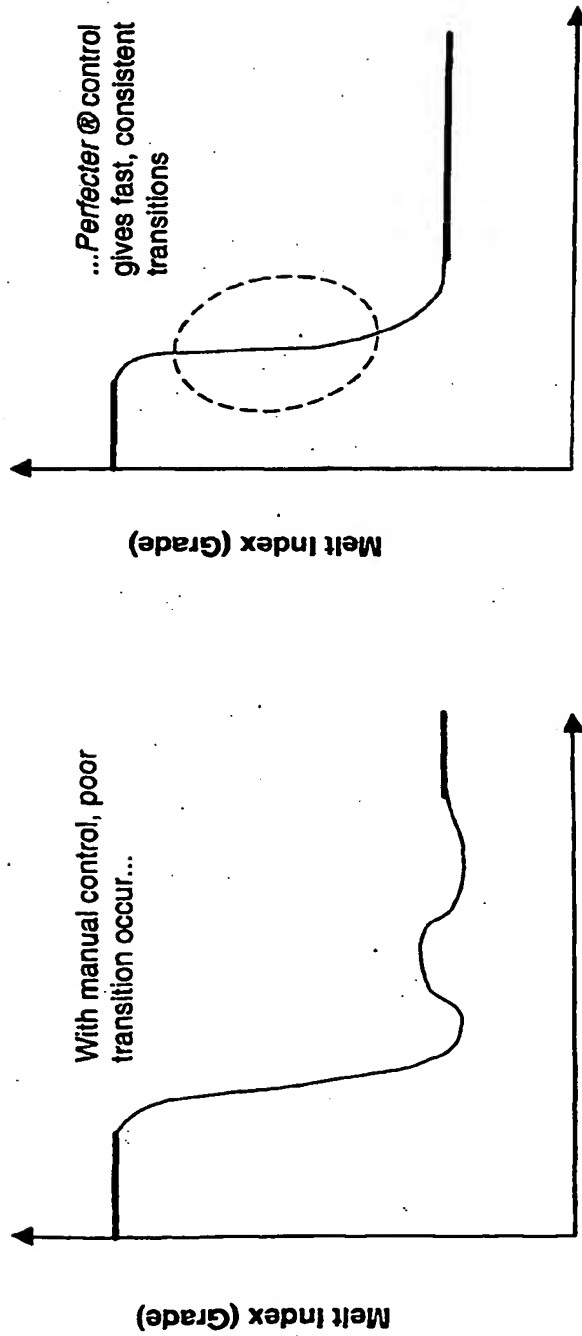 With manual control, poor
transition occur...
Melt Index (Grade)
...Perfecter ® control
gives fast, consistent
transitions
Melt Index (Grade)